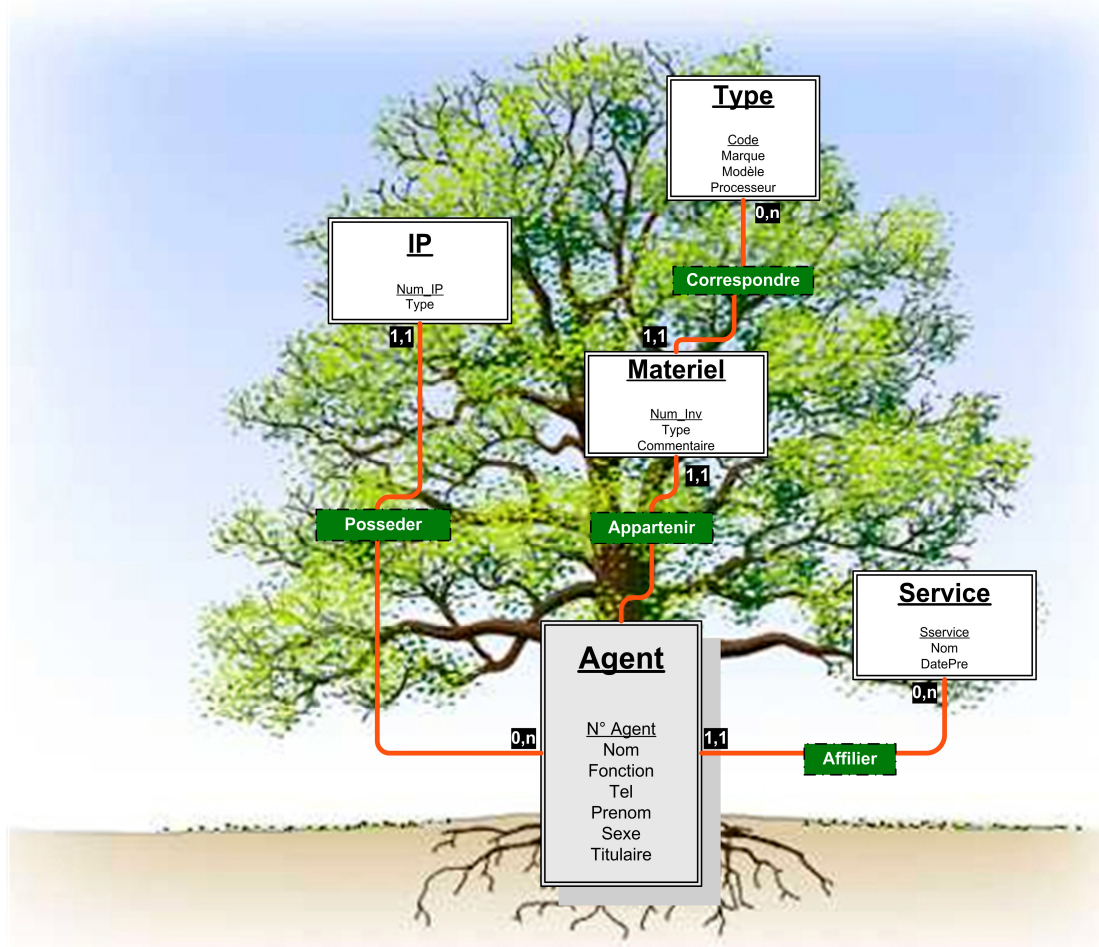 Type
Code
Marque
Modèle
Processeur
0,n
Correspondre
IP
Num_IP
Type
1,1
1,1
Materiel
Num_Inv
Type
Commentaire
1,1
Posseder
Appartenir
Service
Sservice
Nom
DatePre
0,n
Agent
N° Agent
Nom
Fonction
Tel
Prenom
Sexe
Titulaire
0,n
1,1
Affilier